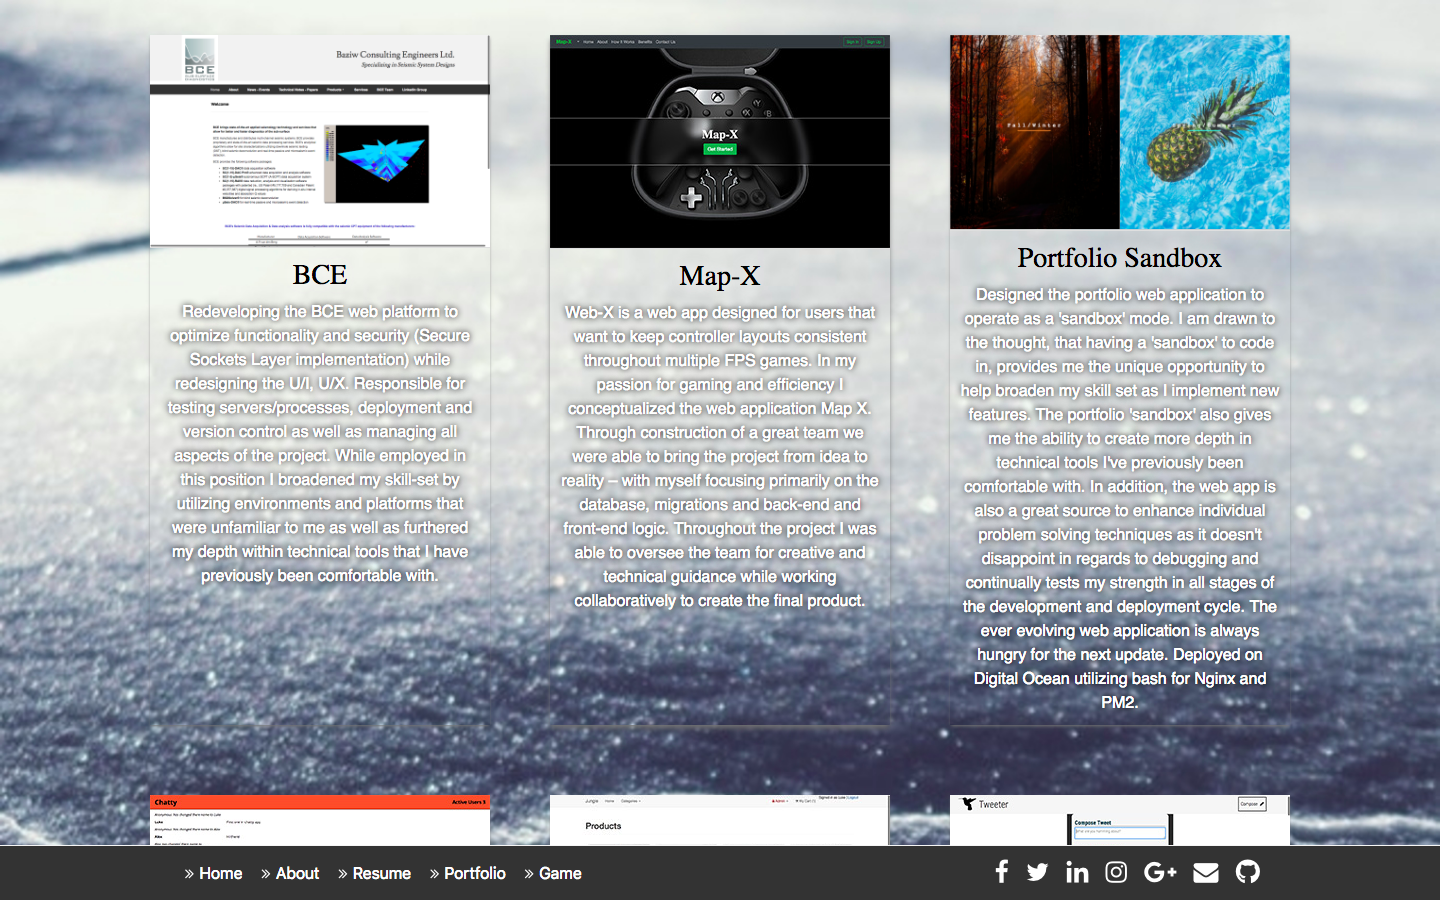 BCE
Baziw Consulting Engineers Ltd.
Specializing in Seismic System Designs
Home About News - Events Technical Notes - Papers Products Services BCE Team LinkedIn Group
Welcome
Map-X Home About How It Works Benefits Contact Us Sign In Sign Up
Map-X
Get Started
Fall/Winter
BCE
Redeveloping the BCE web platform to
optimize functionality and security (Secure
Sockets Layer implementation) while
redesigning the U/I, U/X. Responsible for
testing servers/processes, deployment and
version control as well as managing all
aspects of the project. While employed in
this position I broadened my skill-set by
utilizing environments and platforms that
were unfamiliar to me as well as furthered
my depth within technical tools that I have
previously been comfortable with.
Map-X
Web-X is a web app designed for users that
want to keep controller layouts consistent
throughout multiple FPS games. In my
passion for gaming and efficiency I
conceptualized the web application Map X.
Through construction of a great team we
were able to bring the project from idea to
reality – with myself focusing primarily on the
database, migrations and back-end and
front-end logic. Throughout the project I was
able to oversee the team for creative and
technical guidance while working
collaboratively to create the final product.
Portfolio Sandbox
Designed the portfolio web application to
operate as a 'sandbox' mode. I am drawn to
the thought, that having a 'sandbox' to code
in, provides me the unique opportunity to
help broaden my skill set as I implement new
features. The portfolio 'sandbox' also gives
me the ability to create more depth in
technical tools I've previously been
comfortable with. In addition, the web app is
also a great source to enhance individual
problem solving techniques as it doesn't
disappoint in regards to debugging and
continually tests my strength in all stages of
the development and deployment cycle. The
ever evolving web application is always
hungry for the next update. Deployed on
Digital Ocean utilizing bash for Nginx and
PM2.
Chatty Active Users 3
Jungle Home Categories Admin My Cart
Products
Tweeter Compose
Compose Tweet
» Home » About » Resume » Portfolio » Game